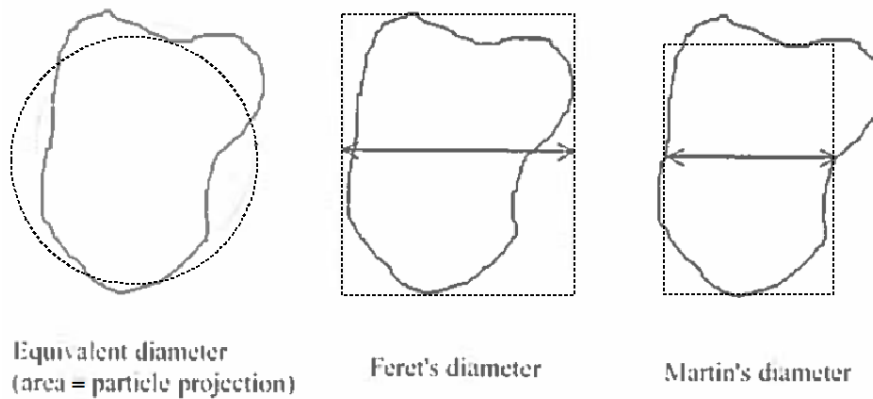 Equivalent diameter
(area = particle projection)
Feret's diameter
Martin's diameter